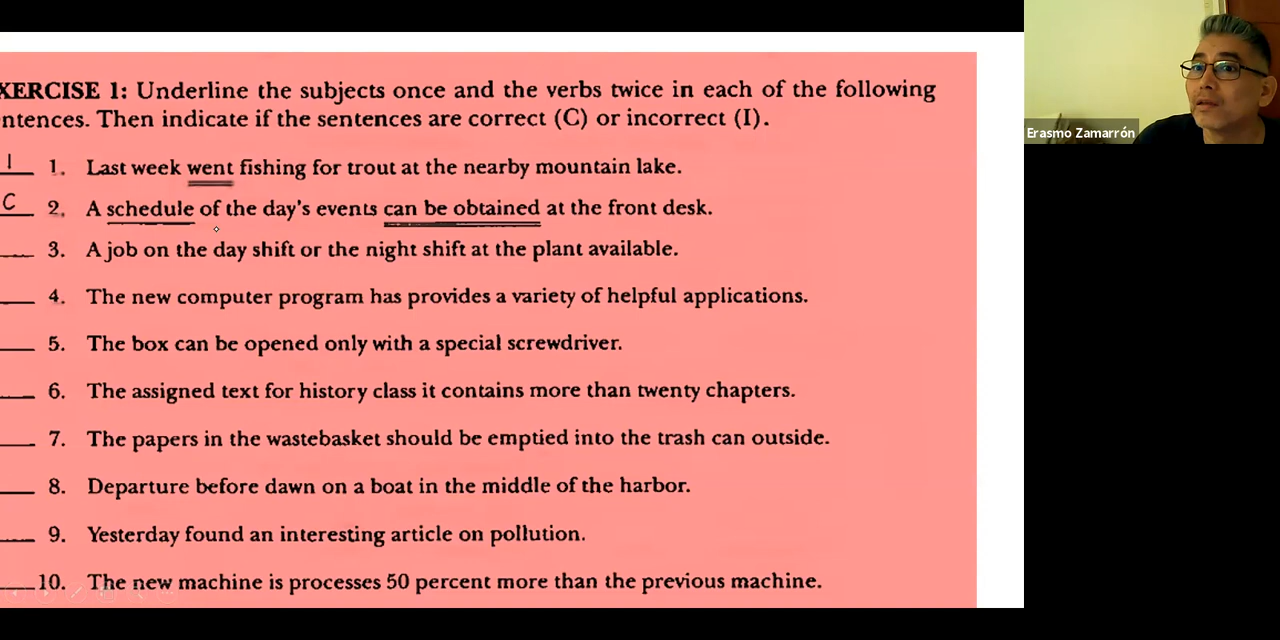 XERCISE 1: Underline the subjects once and the verbs twice in each of the following
ntences. Then indicate if the sentences are correct (C) or incorrect (I).
I 1. Last week went fishing for trout at the nearby mountain lake.
C 2. A schedule of the day's events can be obtained at the front desk.
3. A job on the day shift or the night shift at the plant available.
4. The new computer program has provides a variety of helpful applications.
5. The box can be opened only with a special screwdriver.
6. The assigned text for history class it contains more than twenty chapters.
7. The papers in the wastebasket should be emptied into the trash can outside.
8. Departure before dawn on a boat in the middle of the harbor.
9. Yesterday found an interesting article on pollution.
10. The new machine is processes 50 percent more than the previous machine.
Erasmo Zamarrón